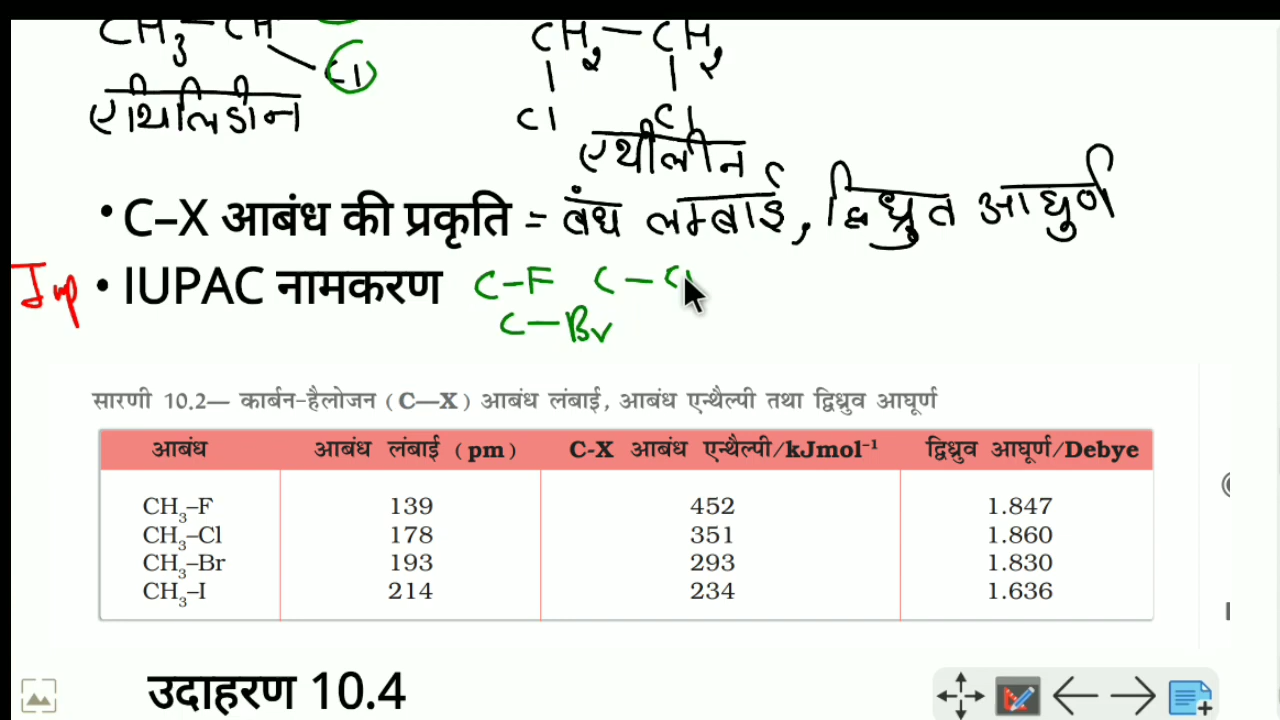 CH3–CH CH2–CH2
Cl
Cl Cl
एथिलिडीन
एथीलीन
• C–X आबंध की प्रकृति = बंध लम्बाई, द्विध्रुव आघुर्ण
Imp • IUPAC नामकरण C–F C–Cl
C–Br
सारणी 10.2— कार्बन-हैलोजन (C—X) आबंध लंबाई, आबंध एन्थैल्पी तथा द्विध्रुव आघूर्ण
आबंध आबंध लंबाई (pm) C-X आबंध एन्थैल्पी/kJmol-1 द्विध्रुव आघूर्ण/Debye
CH3–F 139 452 1.847
CH3–Cl 178 351 1.860
CH3–Br 193 293 1.830
CH3–I 214 234 1.636
उदाहरण 10.4